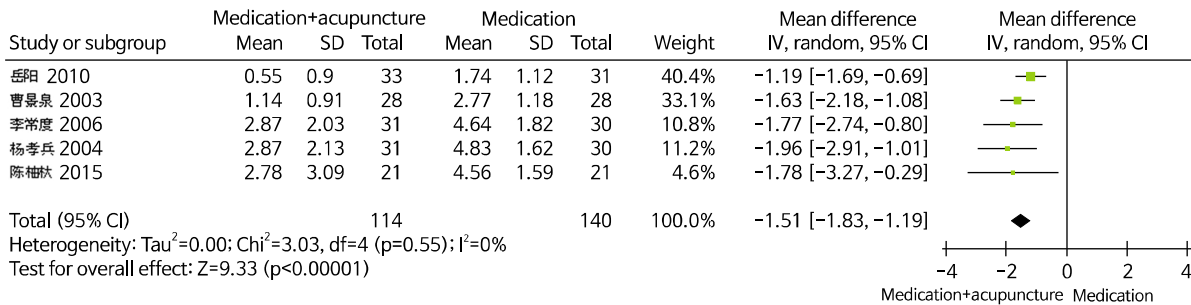 Medication+acupuncture Medication Mean difference Mean difference
Study or subgroup Mean SD Total Mean SD Total Weight IV, random, 95% CI IV, random, 95% CI
岳阳 2010 0.55 0.9 33 1.74 1.12 31 40.4% −1.19 [−1.69, −0.69]
曹景泉 2003 1.14 0.91 28 2.77 1.18 28 33.1% −1.63 [−2.18, −1.08]
李常度 2006 2.87 2.03 31 4.64 1.82 30 10.8% −1.77 [−2.74, −0.80]
杨孝兵 2004 2.87 2.13 31 4.83 1.62 30 11.2% −1.96 [−2.91, −1.01]
陈柚杕 2015 2.78 3.09 21 4.56 1.59 21 4.6% −1.78 [−3.27, −0.29]
Total (95% CI) 114 140 100.0% −1.51 [−1.83, −1.19]
Heterogeneity: Tau²=0.00; Chi²=3.03, df=4 (p=0.55); I²=0%
Test for overall effect: Z=9.33 (p<0.00001)
−4 −2 0 2 4
Medication+acupuncture Medication